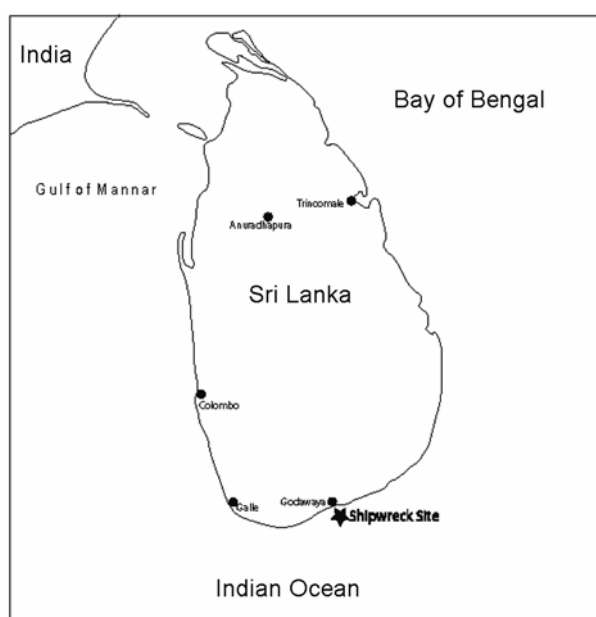 India
Bay of Bengal
Gulf of Mannar
Trincomale
Anuradhapura
Sri Lanka
Colombo
Godawaya
Galle
Shipwreck Site
Indian Ocean